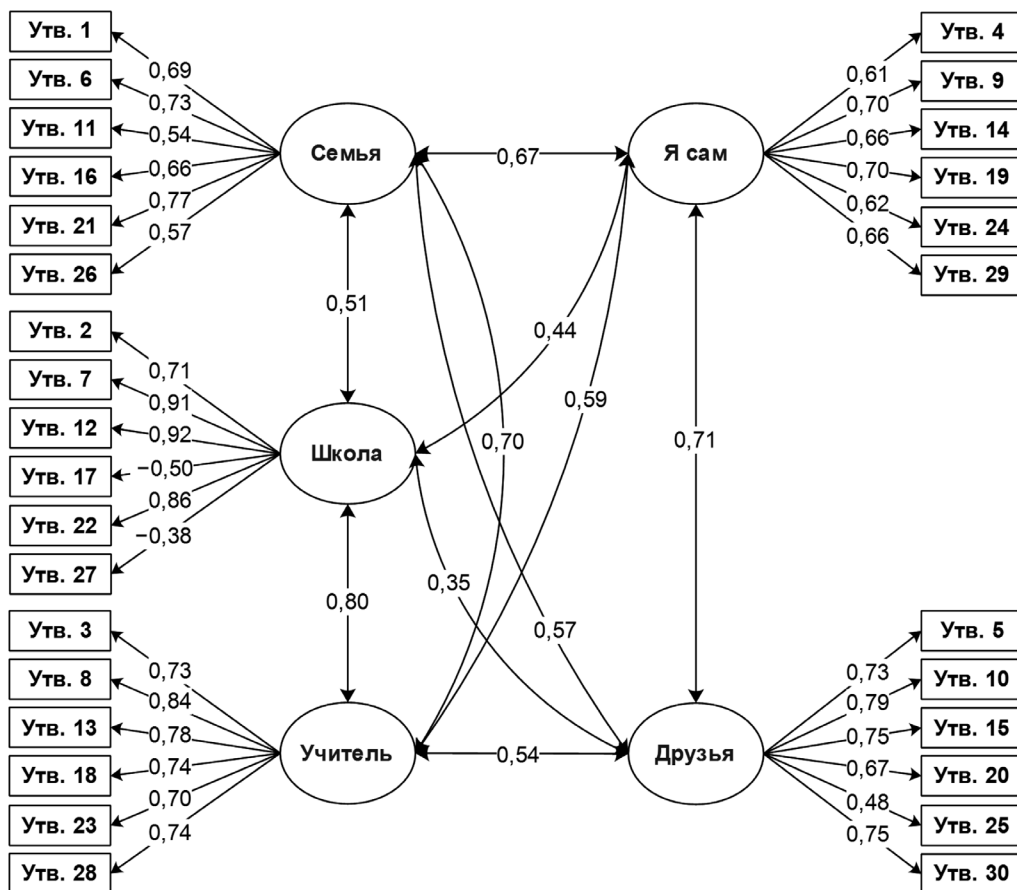 Утв. 1
0,69
Утв. 6
0,73
Утв. 11
0,54
Утв. 16
0,66
Утв. 21
0,77
Утв. 26
0,57
Семья
0,67
Я сам
Утв. 4
0,61
Утв. 9
0,70
Утв. 14
0,66
Утв. 19
0,70
Утв. 24
0,62
Утв. 29
0,66
0,51
0,44
0,59
0,70
0,71
Утв. 2
0,71
Утв. 7
0,91
Утв. 12
0,92
Утв. 17
−0,50
Утв. 22
0,86
Утв. 27
−0,38
Школа
0,35
0,80
0,57
Утв. 3
0,73
Утв. 8
0,84
Утв. 13
0,78
Утв. 18
0,74
Утв. 23
0,70
Утв. 28
0,74
Учитель
0,54
Друзья
Утв. 5
0,73
Утв. 10
0,79
Утв. 15
0,75
Утв. 20
0,67
Утв. 25
0,48
Утв. 30
0,75